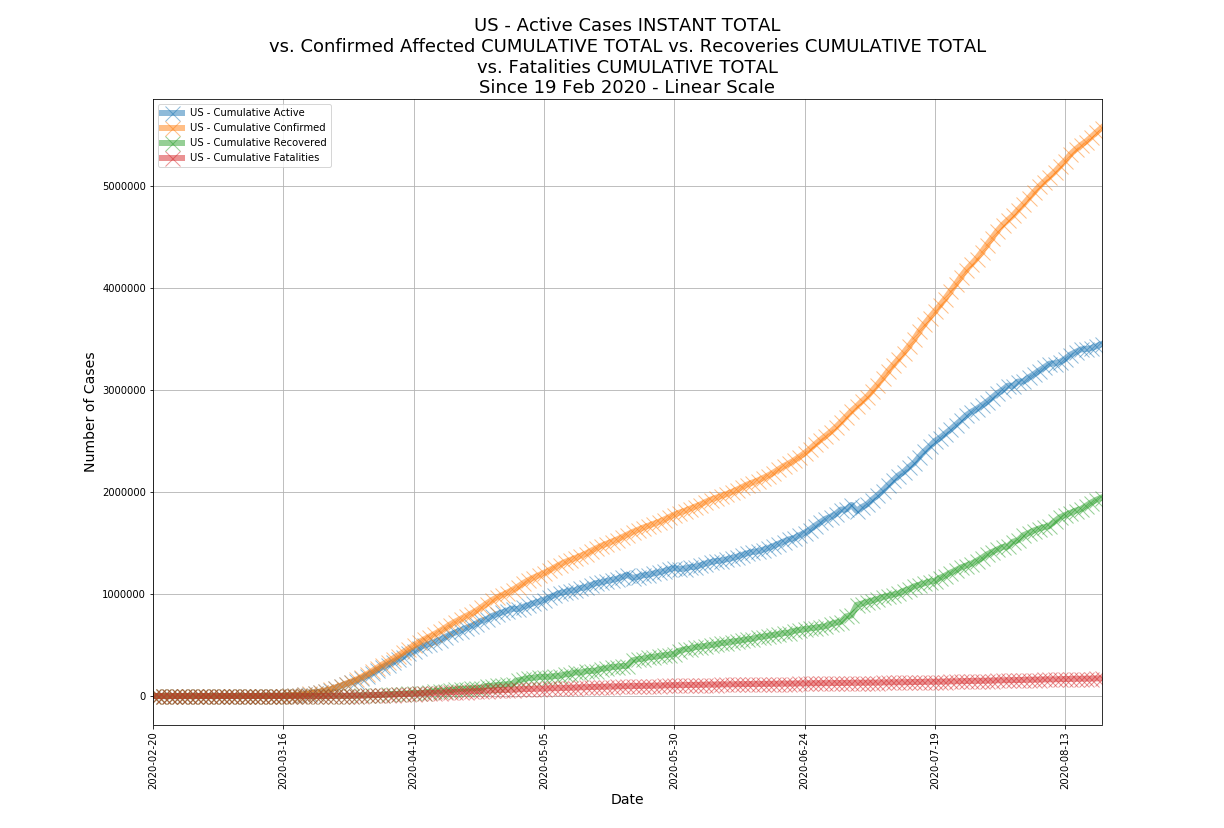 US - Active Cases INSTANT TOTAL
vs. Confirmed Affected CUMULATIVE TOTAL vs. Recoveries CUMULATIVE TOTAL
vs. Fatalities CUMULATIVE TOTAL
Since 19 Feb 2020 - Linear Scale
US - Cumulative Active
US - Cumulative Confirmed
US - Cumulative Recovered
US - Cumulative Fatalities
Number of Cases
5000000
4000000
3000000
2000000
1000000
0
2020-02-20
2020-03-16
2020-04-10
2020-05-05
2020-05-30
2020-06-24
2020-07-19
2020-08-13
Date